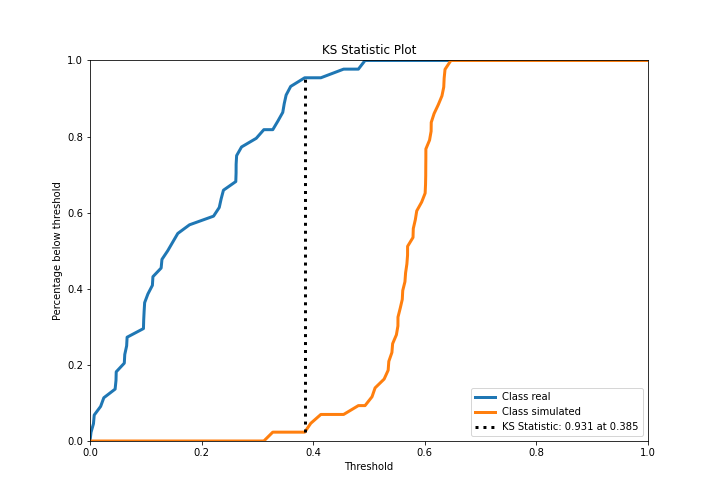 KS Statistic Plot
1.0
0.8
0.6
0.4
0.2
0.0
Percentage below threshold
0.0 0.2 0.4 0.6 0.8 1.0
Threshold
Class real
Class simulated
KS Statistic: 0.931 at 0.385